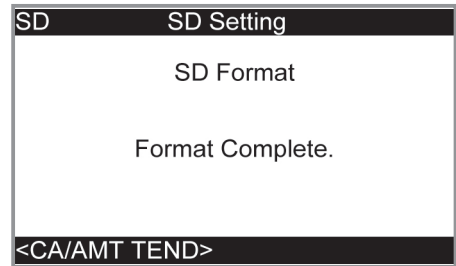 SD SD Setting
SD Format
Format Complete.
<CA/AMT TEND>